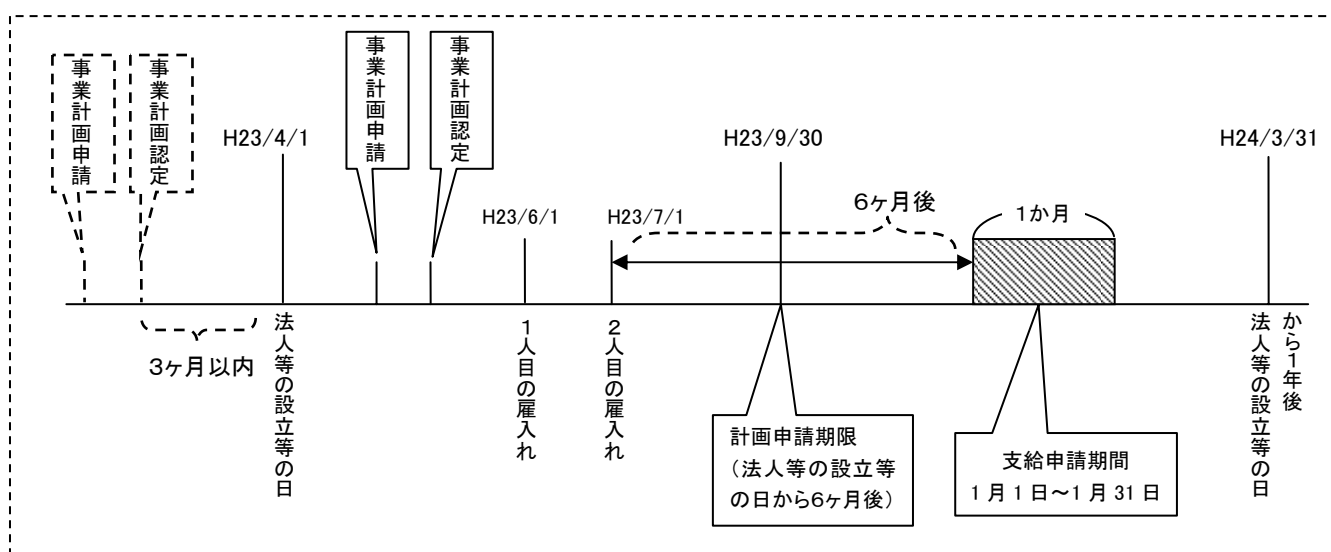 事業計画申請
事業計画認定
H23/4/1
事業計画申請
事業計画認定
H23/9/30
H24/3/31
H23/6/1
H23/7/1
6ヶ月後
1か月
3ヶ月以内
法人等の設立等の日
1人目の雇入れ
2人目の雇入れ
計画申請期限
（法人等の設立等
の日から6ヶ月後）
支給申請期間
1月1日～1月31日
法人等の設立等の日
から1年後